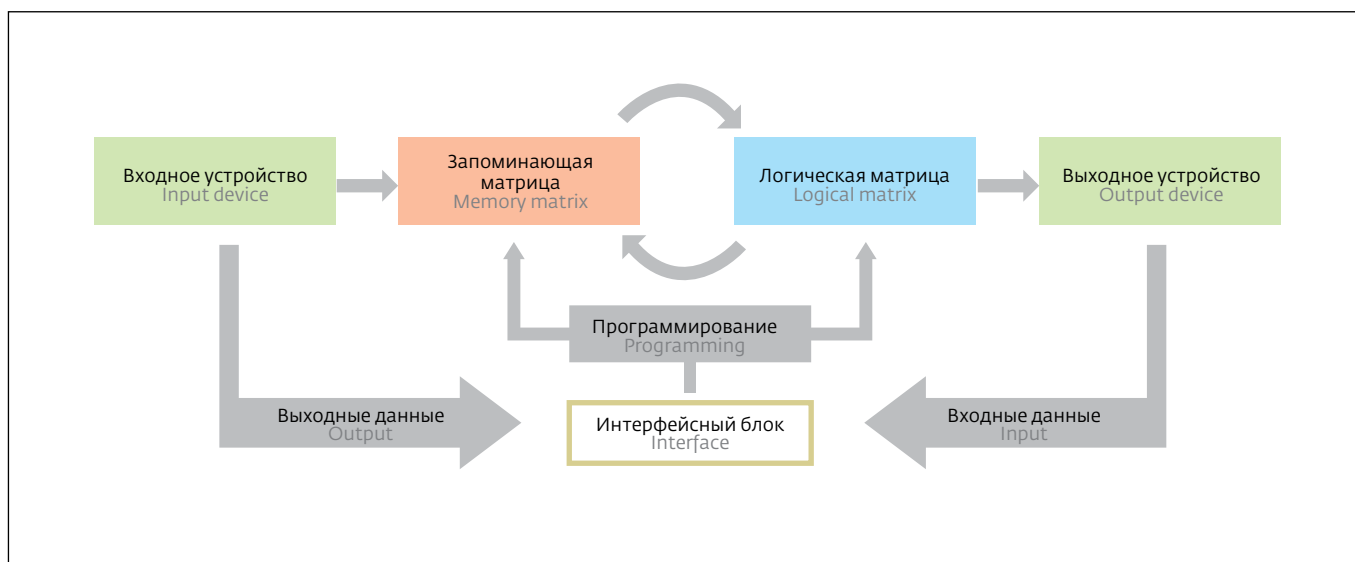 Входное устройство
Input device
Запоминающая
матрица
Memory matrix
Логическая матрица
Logical matrix
Выходное устройство
Output device
Программирование
Programming
Выходные данные
Output
Интерфейсный блок
Interface
Входные данные
Input